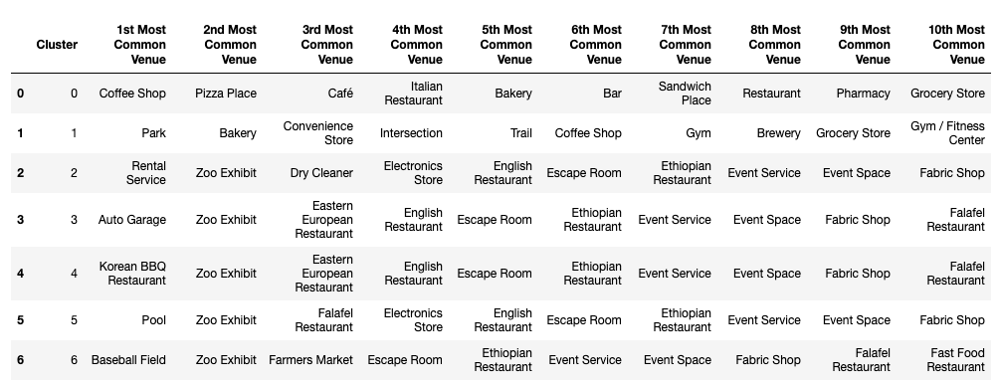 Cluster 1st Most Common Venue 2nd Most Common Venue 3rd Most Common Venue 4th Most Common Venue 5th Most Common Venue 6th Most Common Venue 7th Most Common Venue 8th Most Common Venue 9th Most Common Venue 10th Most Common Venue
0 0 Coffee Shop Pizza Place Café Italian Restaurant Bakery Bar Sandwich Place Restaurant Pharmacy Grocery Store
1 1 Park Bakery Convenience Store Intersection Trail Coffee Shop Gym Brewery Grocery Store Gym / Fitness Center
2 2 Rental Service Zoo Exhibit Dry Cleaner Electronics Store English Restaurant Escape Room Ethiopian Restaurant Event Service Event Space Fabric Shop
3 3 Auto Garage Zoo Exhibit Eastern European Restaurant English Restaurant Escape Room Ethiopian Restaurant Event Service Event Space Fabric Shop Falafel Restaurant
4 4 Korean BBQ Restaurant Zoo Exhibit Eastern European Restaurant English Restaurant Escape Room Ethiopian Restaurant Event Service Event Space Fabric Shop Falafel Restaurant
5 5 Pool Zoo Exhibit Falafel Restaurant Electronics Store English Restaurant Escape Room Ethiopian Restaurant Event Service Event Space Fabric Shop
6 6 Baseball Field Zoo Exhibit Farmers Market Escape Room Ethiopian Restaurant Event Service Event Space Fabric Shop Falafel Restaurant Fast Food Restaurant